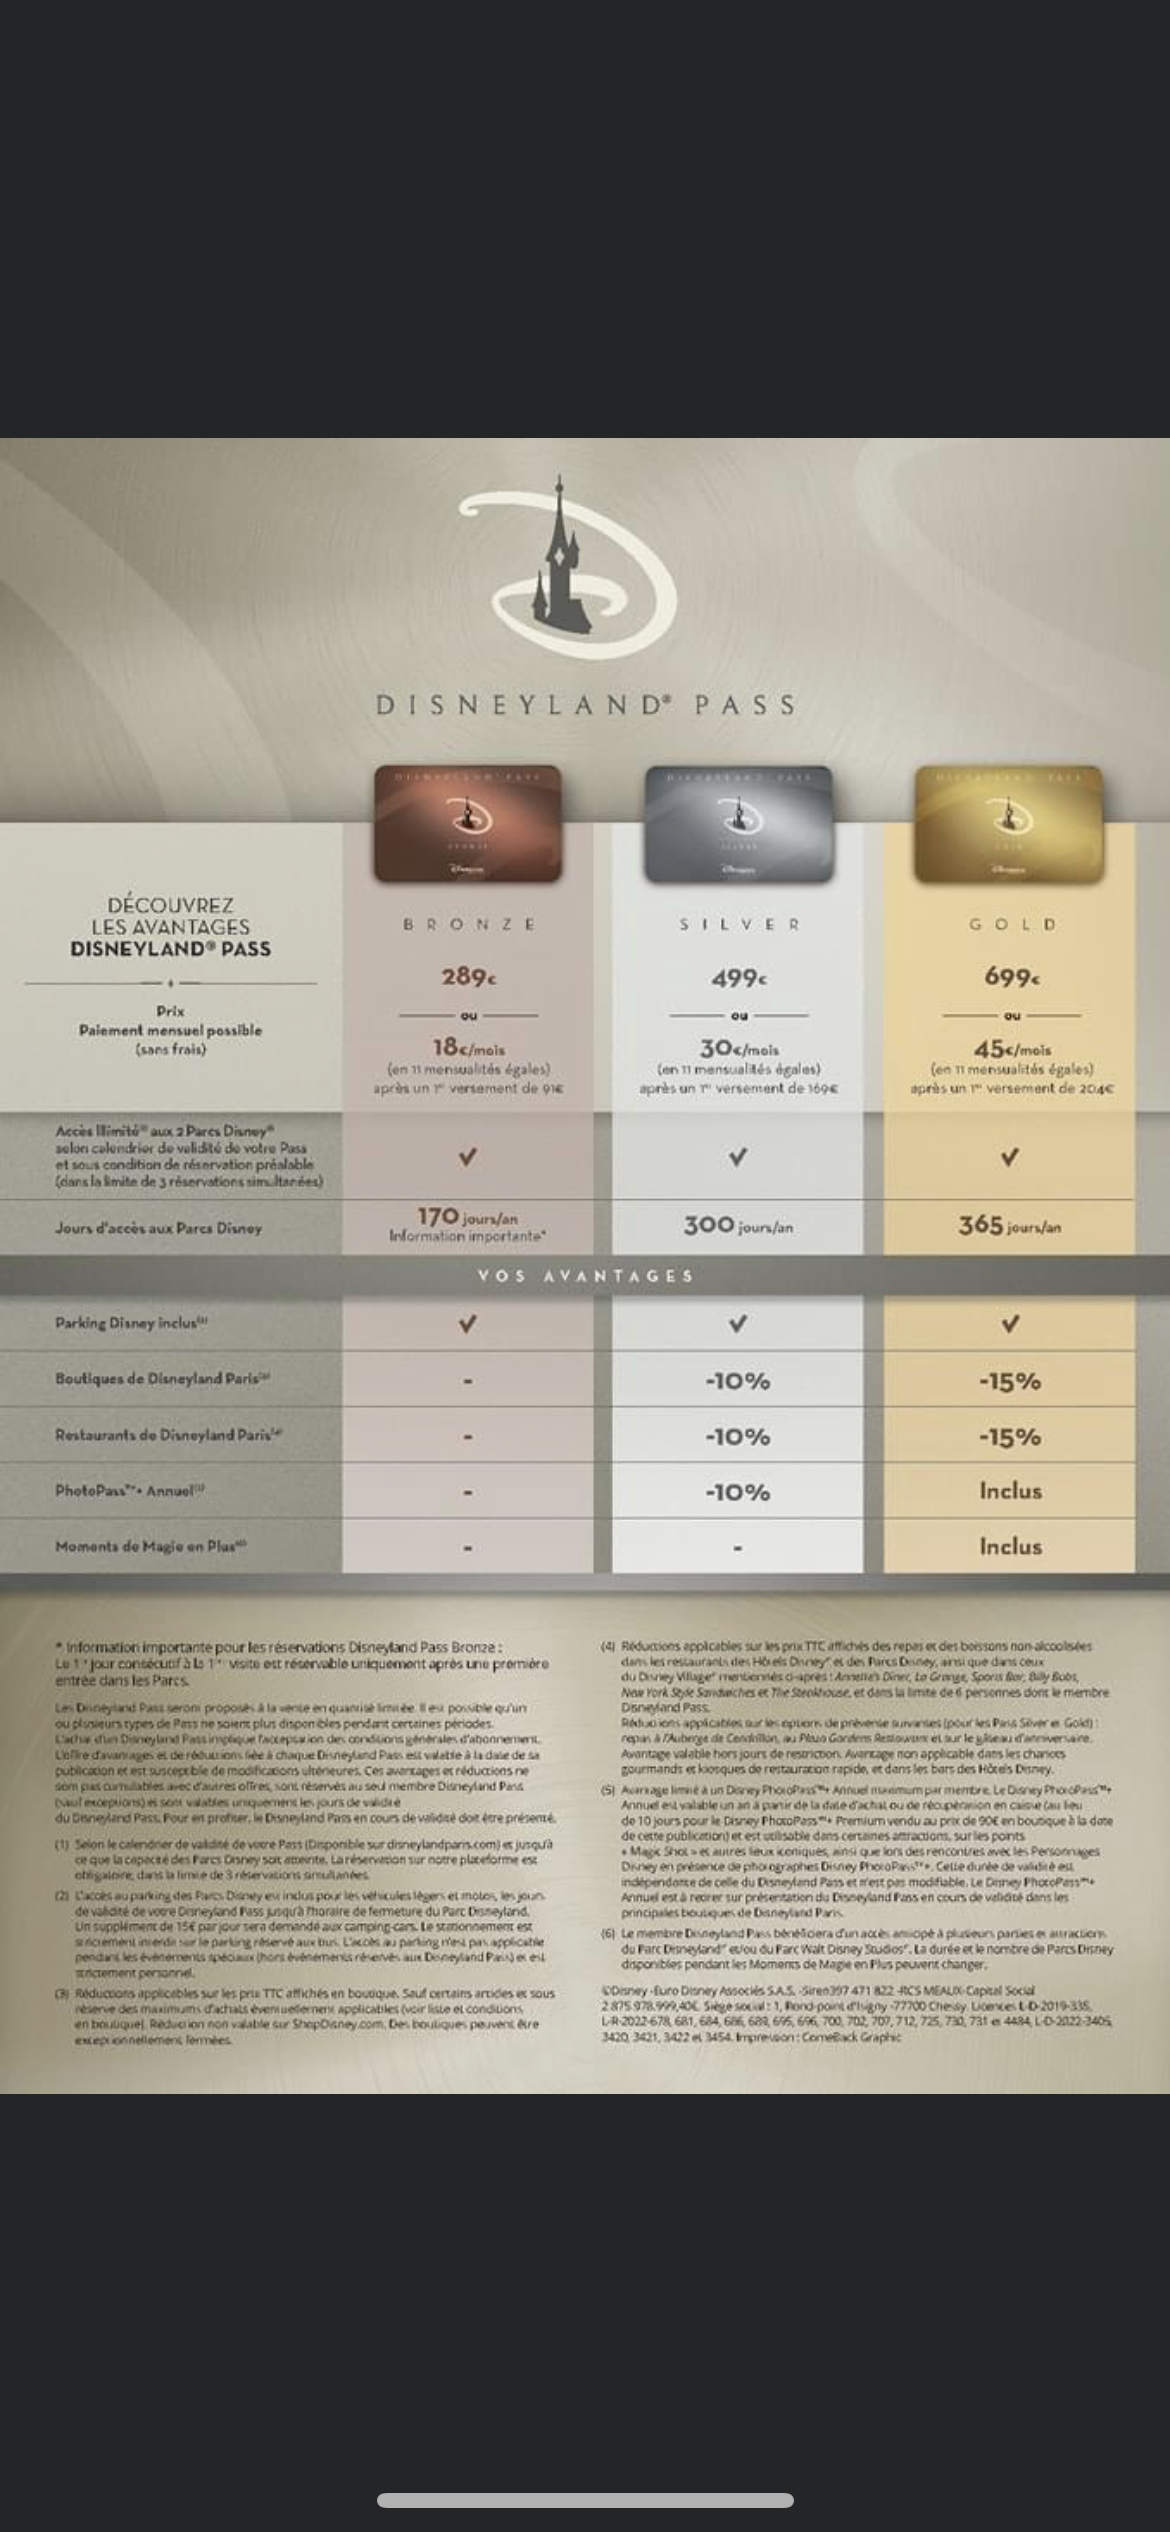 DISNEYLAND® PASS
DÉCOUVREZ
LES AVANTAGES
DISNEYLAND® PASS
Prix
Paiement mensuel possible
(sans frais)
BRONZE
289€
ou
18€/mois
(en 11 mensualités égales)
après un 1er versement de 91€
SILVER
499€
ou
30€/mois
(en 11 mensualités égales)
après un 1er versement de 169€
GOLD
699€
ou
45€/mois
(en 11 mensualités égales)
après un 1er versement de 204€
Accès Illimité aux 2 Parcs Disney®
selon calendrier de validité de votre Pass
et sous condition de réservation préalable
(dans la limite de 3 réservations simultanées)
Jours d'accès aux Parcs Disney
170 jours/an
Information importante*
300 jours/an
365 jours/an
VOS AVANTAGES
Parking Disney inclus
Boutiques de Disneyland Paris
- -10% -15%
Restaurants de Disneyland Paris
- -10% -15%
PhotoPass™+ Annuel
- -10% Inclus
Moments de Magie en Plus
- - Inclus
* Information importante pour les réservations Disneyland Pass Bronze :
Le 1er jour consécutif à la 1ère visite est réservable uniquement après une première
entrée dans les Parcs.
Les Disneyland Pass seront proposés à la vente en quantité limitée. Il est possible qu'un
ou plusieurs types de Pass ne soient plus disponibles pendant certaines périodes.
L'achat d'un Disneyland Pass implique l'acceptation des conditions générales d'abonnement.
L'offre d'avantages et de réductions liée à chaque Disneyland Pass est valable à la date de sa
publication et est susceptible de modifications ultérieures. Ces avantages et réductions ne
sont pas cumulables avec d'autres offres, sont réservés au seul membre Disneyland Pass
(sauf exceptions) et sont valables uniquement les jours de validité
du Disneyland Pass. Pour en profiter, le Disneyland Pass en cours de validité doit être présenté.
(1) Selon le calendrier de validité de votre Pass (Disponible sur disneylandparis.com) et jusqu'à
ce que la capacité des Parcs Disney soit atteinte. La réservation sur notre plateforme est
obligatoire, dans la limite de 3 réservations simultanées.
(2) L'accès au parking des Parcs Disney est inclus pour les véhicules légers et motos, les jours
de validité de votre Disneyland Pass jusqu'à l'horaire de fermeture du Parc Disneyland.
Un supplément de 15€ par jour sera demandé aux camping-cars. Le stationnement est
strictement interdit sur le parking réservé aux bus. L'accès au parking n'est pas applicable
pendant les événements spéciaux (hors événements réservés aux Disneyland Pass) et est
strictement personnel.
(3) Réductions applicables sur les prix TTC affichés en boutique. Sauf certains articles et sous
réserve des maximums d'achats éventuellement applicables (voir liste et conditions
en boutique). Réduction non valable sur ShopDisney.com. Des boutiques peuvent être
exceptionnellement fermées.
(4) Réductions applicables sur les prix TTC affichés des repas et des boissons non-alcoolisées
dans les restaurants des Hôtels Disney® et des Parcs Disney, ainsi que dans ceux
du Disney Village® mentionnés ci-après : Annette's Diner, La Grange, Sports Bar, Billy Bobs,
New York Style Sandwiches et The Steakhouse, et dans la limite de 6 personnes dont le membre
Disneyland Pass.
Réductions applicables sur les options de prévente suivantes (pour les Pass Silver et Gold) :
repas à l'Auberge de Cendrillon, au Plaza Gardens Restaurant et sur le gâteau d'anniversaire.
Avantage valable hors jours de restriction. Avantage non applicable dans les chariots
gourmands et kiosques de restauration rapide, et dans les bars des Hôtels Disney.
(5) Avantage limité à un Disney PhotoPass™+ Annuel maximum par membre. Le Disney PhotoPass™+
Annuel est valable un an à partir de la date d'achat ou de récupération en caisse (au lieu
de 10 jours pour le Disney PhotoPass™+ Premium vendu au prix de 90€ en boutique à la date
de cette publication) et est utilisable dans certaines attractions, sur les points
« Magic Shot » et autres lieux iconiques, ainsi que lors des rencontres avec les Personnages
Disney en présence de photographes Disney PhotoPass™+. Cette durée de validité est
indépendante de celle du Disneyland Pass et n'est pas modifiable. Le Disney PhotoPass™+
Annuel est à retirer sur présentation du Disneyland Pass en cours de validité dans les
principales boutiques de Disneyland Paris.
(6) Le membre Disneyland Pass bénéficiera d'un accès anticipé à plusieurs parties et attractions
du Parc Disneyland® et/ou du Parc Walt Disney Studios®. La durée et le nombre de Parcs Disney
disponibles pendant les Moments de Magie en Plus peuvent changer.
©Disney -Euro Disney Associés S.A.S. -Siren397 471 822 -RCS MEAUX-Capital Social
2.875.978.999,40€. Siège social : 1, Rond-point d'Isigny -77700 Chessy. Licences L-D-2019-335,
L-R-2022-678, 681, 684, 686, 689, 695, 696, 700, 702, 707, 712, 725, 730, 731 et 4484, L-D-2022-3405,
3420, 3421, 3422 et 3454. Impression : ComeBack Graphic